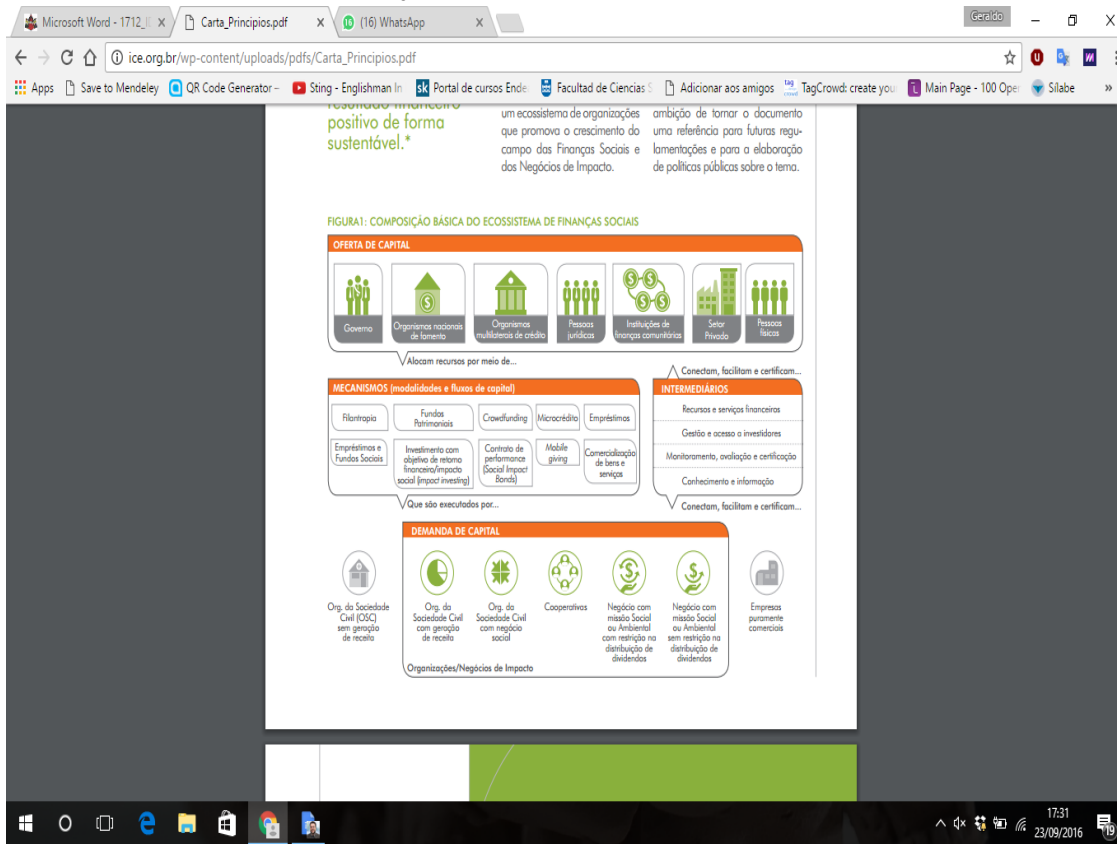 Microsoft Word - 1712_I
Carta_Principios.pdf
(16) WhatsApp
Geraldo
ice.org.br/wp-content/uploads/pdfs/Carta_Principios.pdf
Apps
Save to Mendeley
QR Code Generator –
Sting - Englishman In
Portal de cursos Ende
Facultad de Ciencias S
Adicionar aos amigos
TagCrowd: create you
Main Page - 100 Ope
Sílabe
»
resultado financeiro
positivo de forma
sustentável.*
um ecossistema de organizações
que promova o crescimento do
campo das Finanças Sociais e
dos Negócios de Impacto.
ambição de tornar o documento
uma referência para futuras regu-
lamentações e para a elaboração
de políticas públicas sobre o tema.
FIGURA1: COMPOSIÇÃO BÁSICA DO ECOSSISTEMA DE FINANÇAS SOCIAIS
OFERTA DE CAPITAL
Governo
Organismos nacionais
de fomento
Organismos
multilaterais de crédito
Pessoas
jurídicas
Instituições de
finanças comunitárias
Setor
Privado
Pessoas
físicas
Alocam recursos por meio de...
Conectam, facilitam e certificam...
MECANISMOS (modalidades e fluxos de capital)
Filantropia
Fundos
Patrimoniais
Crowdfunding
Microcrédito
Empréstimos
Empréstimos e
Fundos Sociais
Investimento com
objetivo de retorno
financeiro/impacto
social (impact investing)
Contrato de
performance
(Social Impact
Bonds)
Mobile
giving
Comercialização
de bens e
serviços
INTERMEDIÁRIOS
Recursos e serviços financeiros
Gestão e acesso a investidores
Monitoramento, avaliação e certificação
Conhecimento e informação
Que são executados por...
Conectam, facilitam e certificam...
DEMANDA DE CAPITAL
Org. da Sociedade
Civil (OSC)
sem geração
de receita
Org. da
Sociedade Civil
com geração
de receita
Org. da
Sociedade Civil
com negócio
social
Cooperativas
Negócio com
missão Social
ou Ambiental
com restrição na
distribuição de
dividendos
Negócio com
missão Social
ou Ambiental
sem restrição na
distribuição de
dividendos
Empresas
puramente
comerciais
Organizações/Negócios de Impacto
17:31
23/09/2016
19